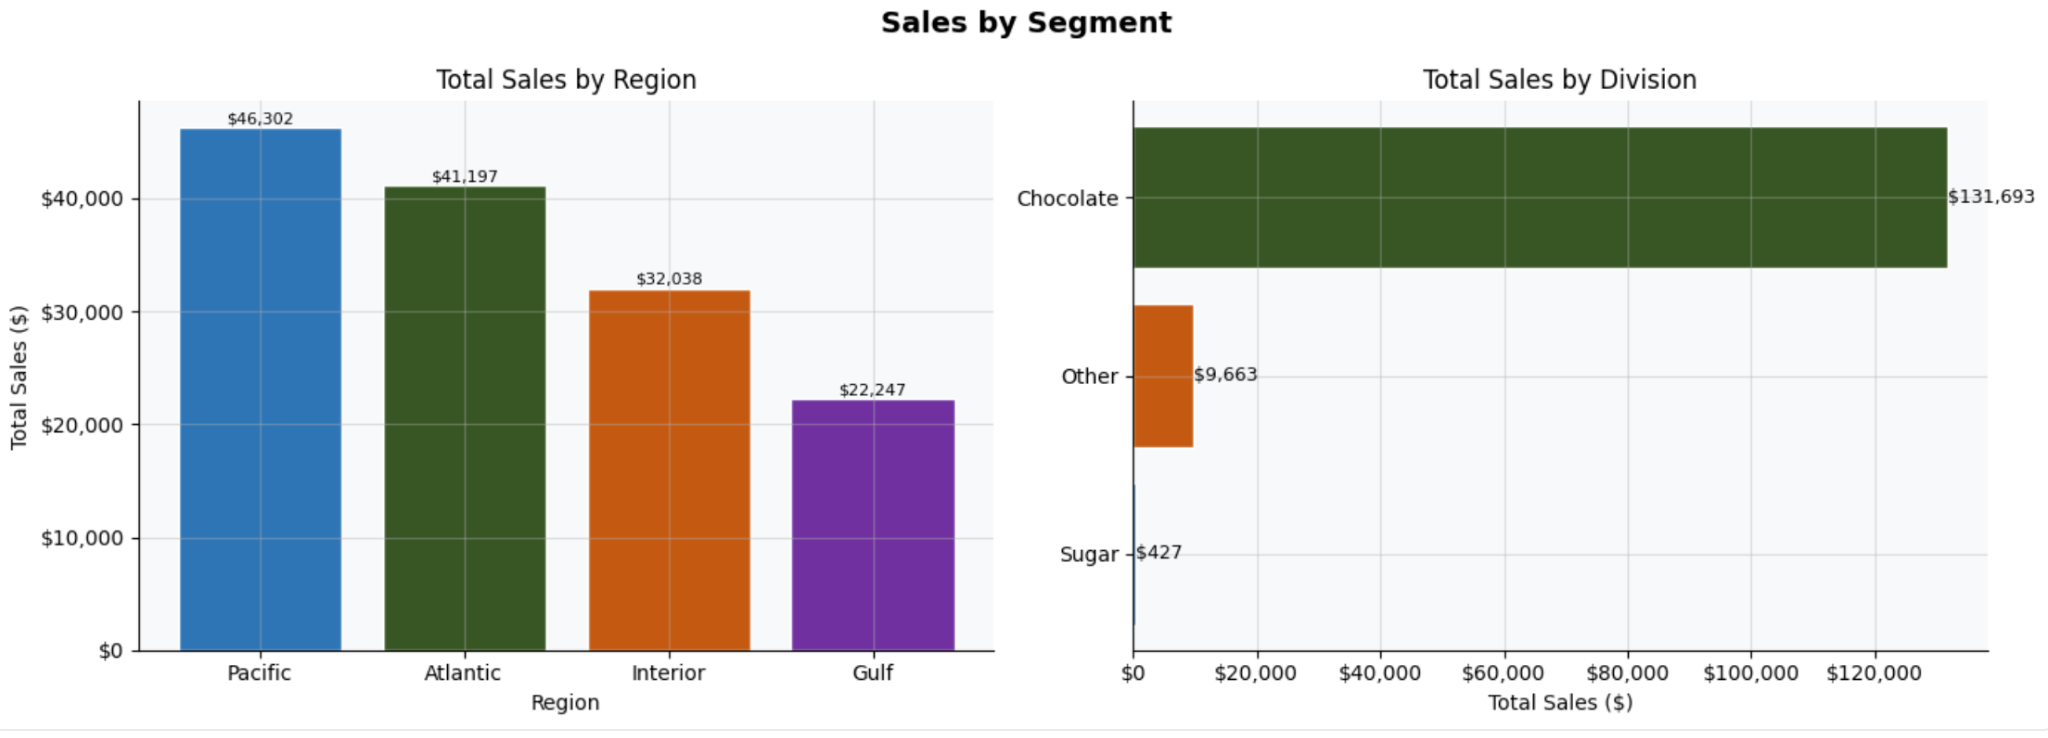 Sales by Segment
Total Sales by Region
$46,302
$41,197
$32,038
$22,247
$40,000
$30,000
$20,000
$10,000
$0
Total Sales ($)
Pacific
Atlantic
Interior
Gulf
Region
Total Sales by Division
Chocolate
$131,693
Other
$9,663
Sugar
$427
$0
$20,000
$40,000
$60,000
$80,000
$100,000
$120,000
Total Sales ($)